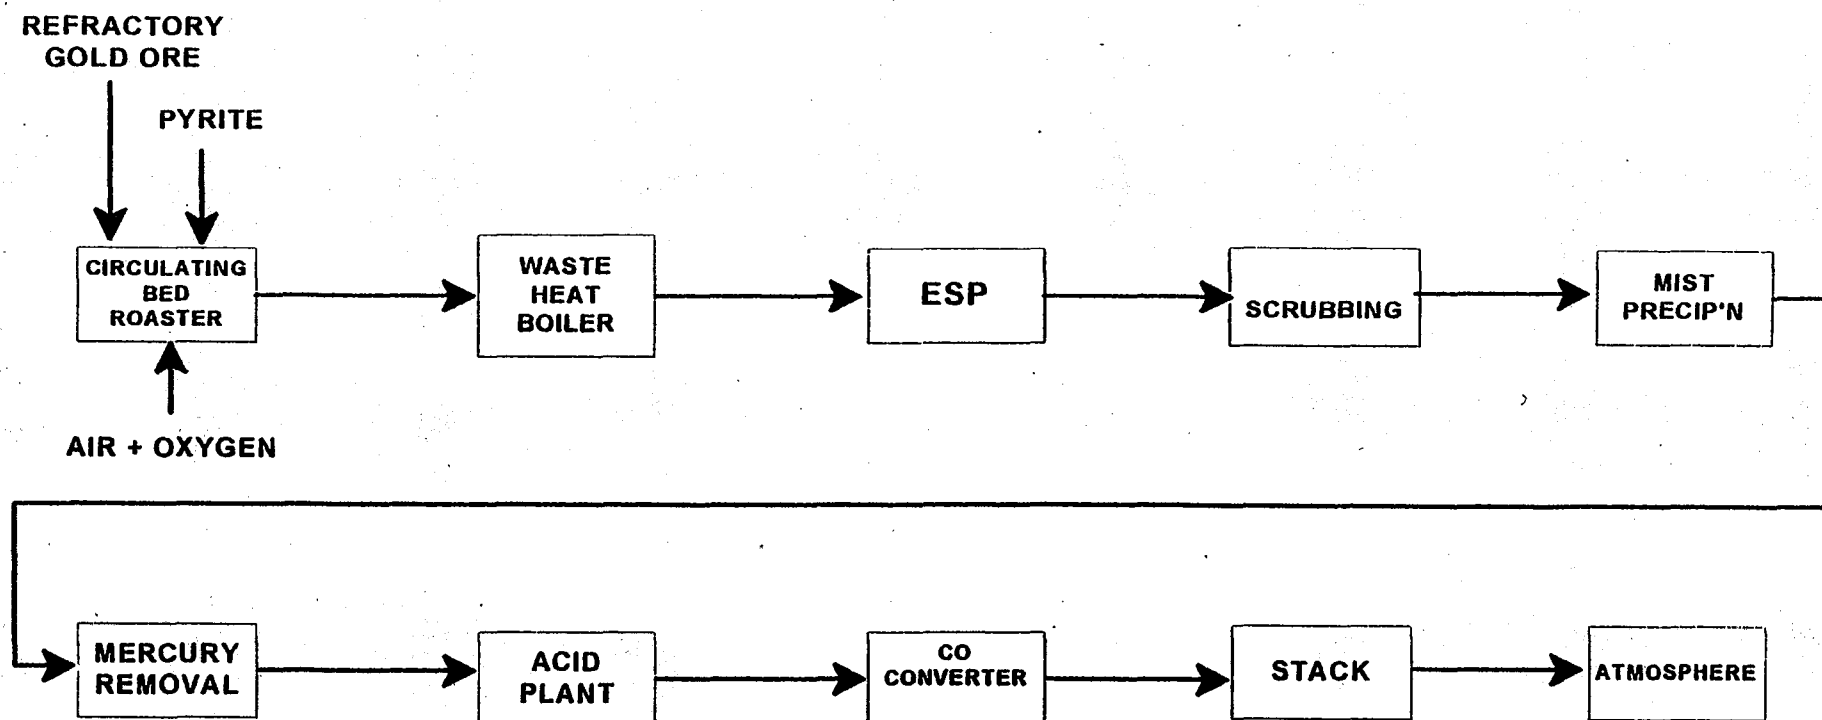 REFRACTORY
GOLD ORE
PYRITE
CIRCULATING
BED
ROASTER
WASTE
HEAT
BOILER
ESP
SCRUBBING
MIST
PRECIP'N
AIR + OXYGEN
MERCURY
REMOVAL
ACID
PLANT
CO
CONVERTER
STACK
ATMOSPHERE